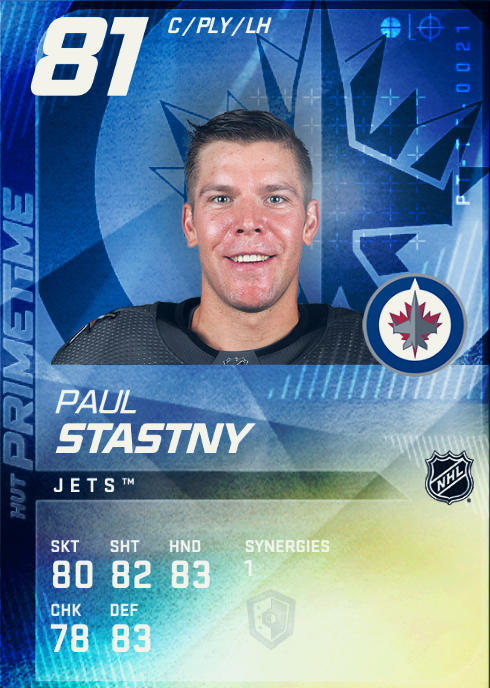 81
C/PLY/LH
HUT PRIMETIME
PAUL
STASTNY
JETS™
NHL
SKT SHT HND SYNERGIES
80 82 83 1
CHK DEF
78 83